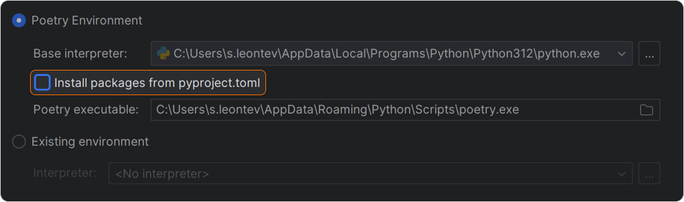 Poetry Environment
Base interpreter: C:\Users\s.leontev\AppData\Local\Programs\Python\Python312\python.exe ...
Install packages from pyproject.toml
Poetry executable: C:\Users\s.leontev\AppData\Roaming\Python\Scripts\poetry.exe
Existing environment
Interpreter: <No interpreter> ...